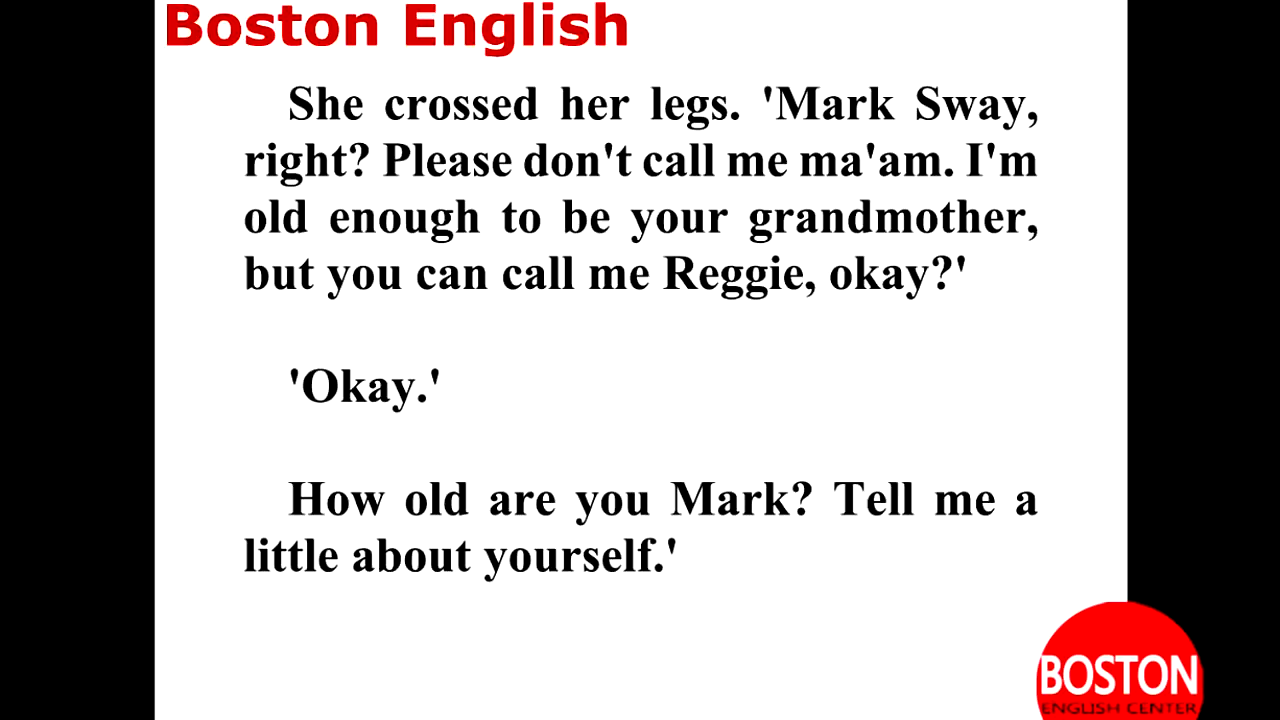 Boston English
She crossed her legs. 'Mark Sway,
right? Please don't call me ma'am. I'm
old enough to be your grandmother,
but you can call me Reggie, okay?'
'Okay.'
How old are you Mark? Tell me a
little about yourself.'
BOSTON
ENGLISH CENTER